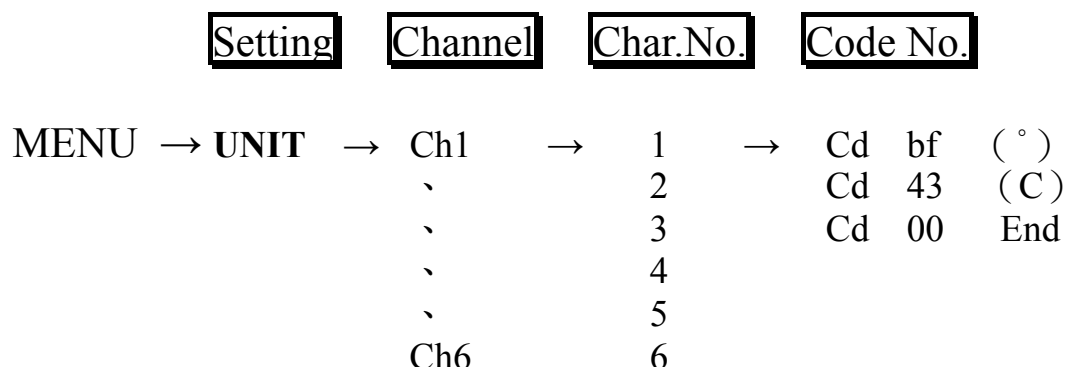 Setting Channel Char.No. Code No.
MENU → UNIT → Ch1 → 1 → Cd bf （°）
、 2 Cd 43 （C）
、 3 Cd 00 End
、 4
、 5
Ch6 6